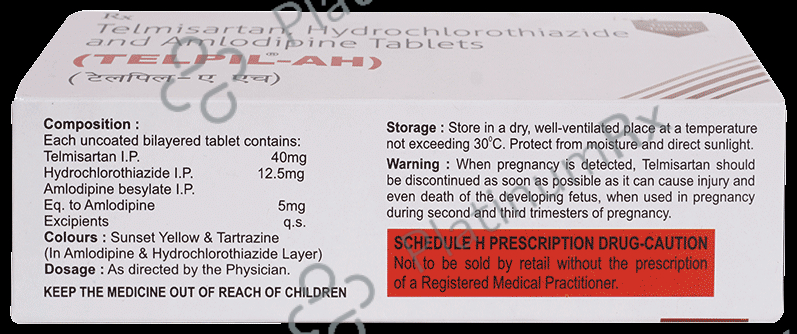 Rx
Telmisartan, Hydrochlorothiazide
and Amlodipine Tablets
(TELPIL®-AH)
(टेलपिल-ए एच)
Tablets
Composition :
Each uncoated bilayered tablet contains:
Telmisartan I.P. 40mg
Hydrochlorothiazide I.P. 12.5mg
Amlodipine besylate I.P.
Eq. to Amlodipine 5mg
Excipients q.s.
Colours : Sunset Yellow & Tartrazine
(In Amlodipine & Hydrochlorothiazide Layer)
Dosage : As directed by the Physician.
KEEP THE MEDICINE OUT OF REACH OF CHILDREN
Storage : Store in a dry, well-ventilated place at a temperature
not exceeding 30°C. Protect from moisture and direct sunlight.
Warning : When pregnancy is detected, Telmisartan should
be discontinued as soon as possible as it can cause injury and
even death of the developing fetus, when used in pregnancy
during second and third trimesters of pregnancy.
SCHEDULE H PRESCRIPTION DRUG-CAUTION
Not to be sold by retail without the prescription
of a Registered Medical Practitioner.
PlatinumRx